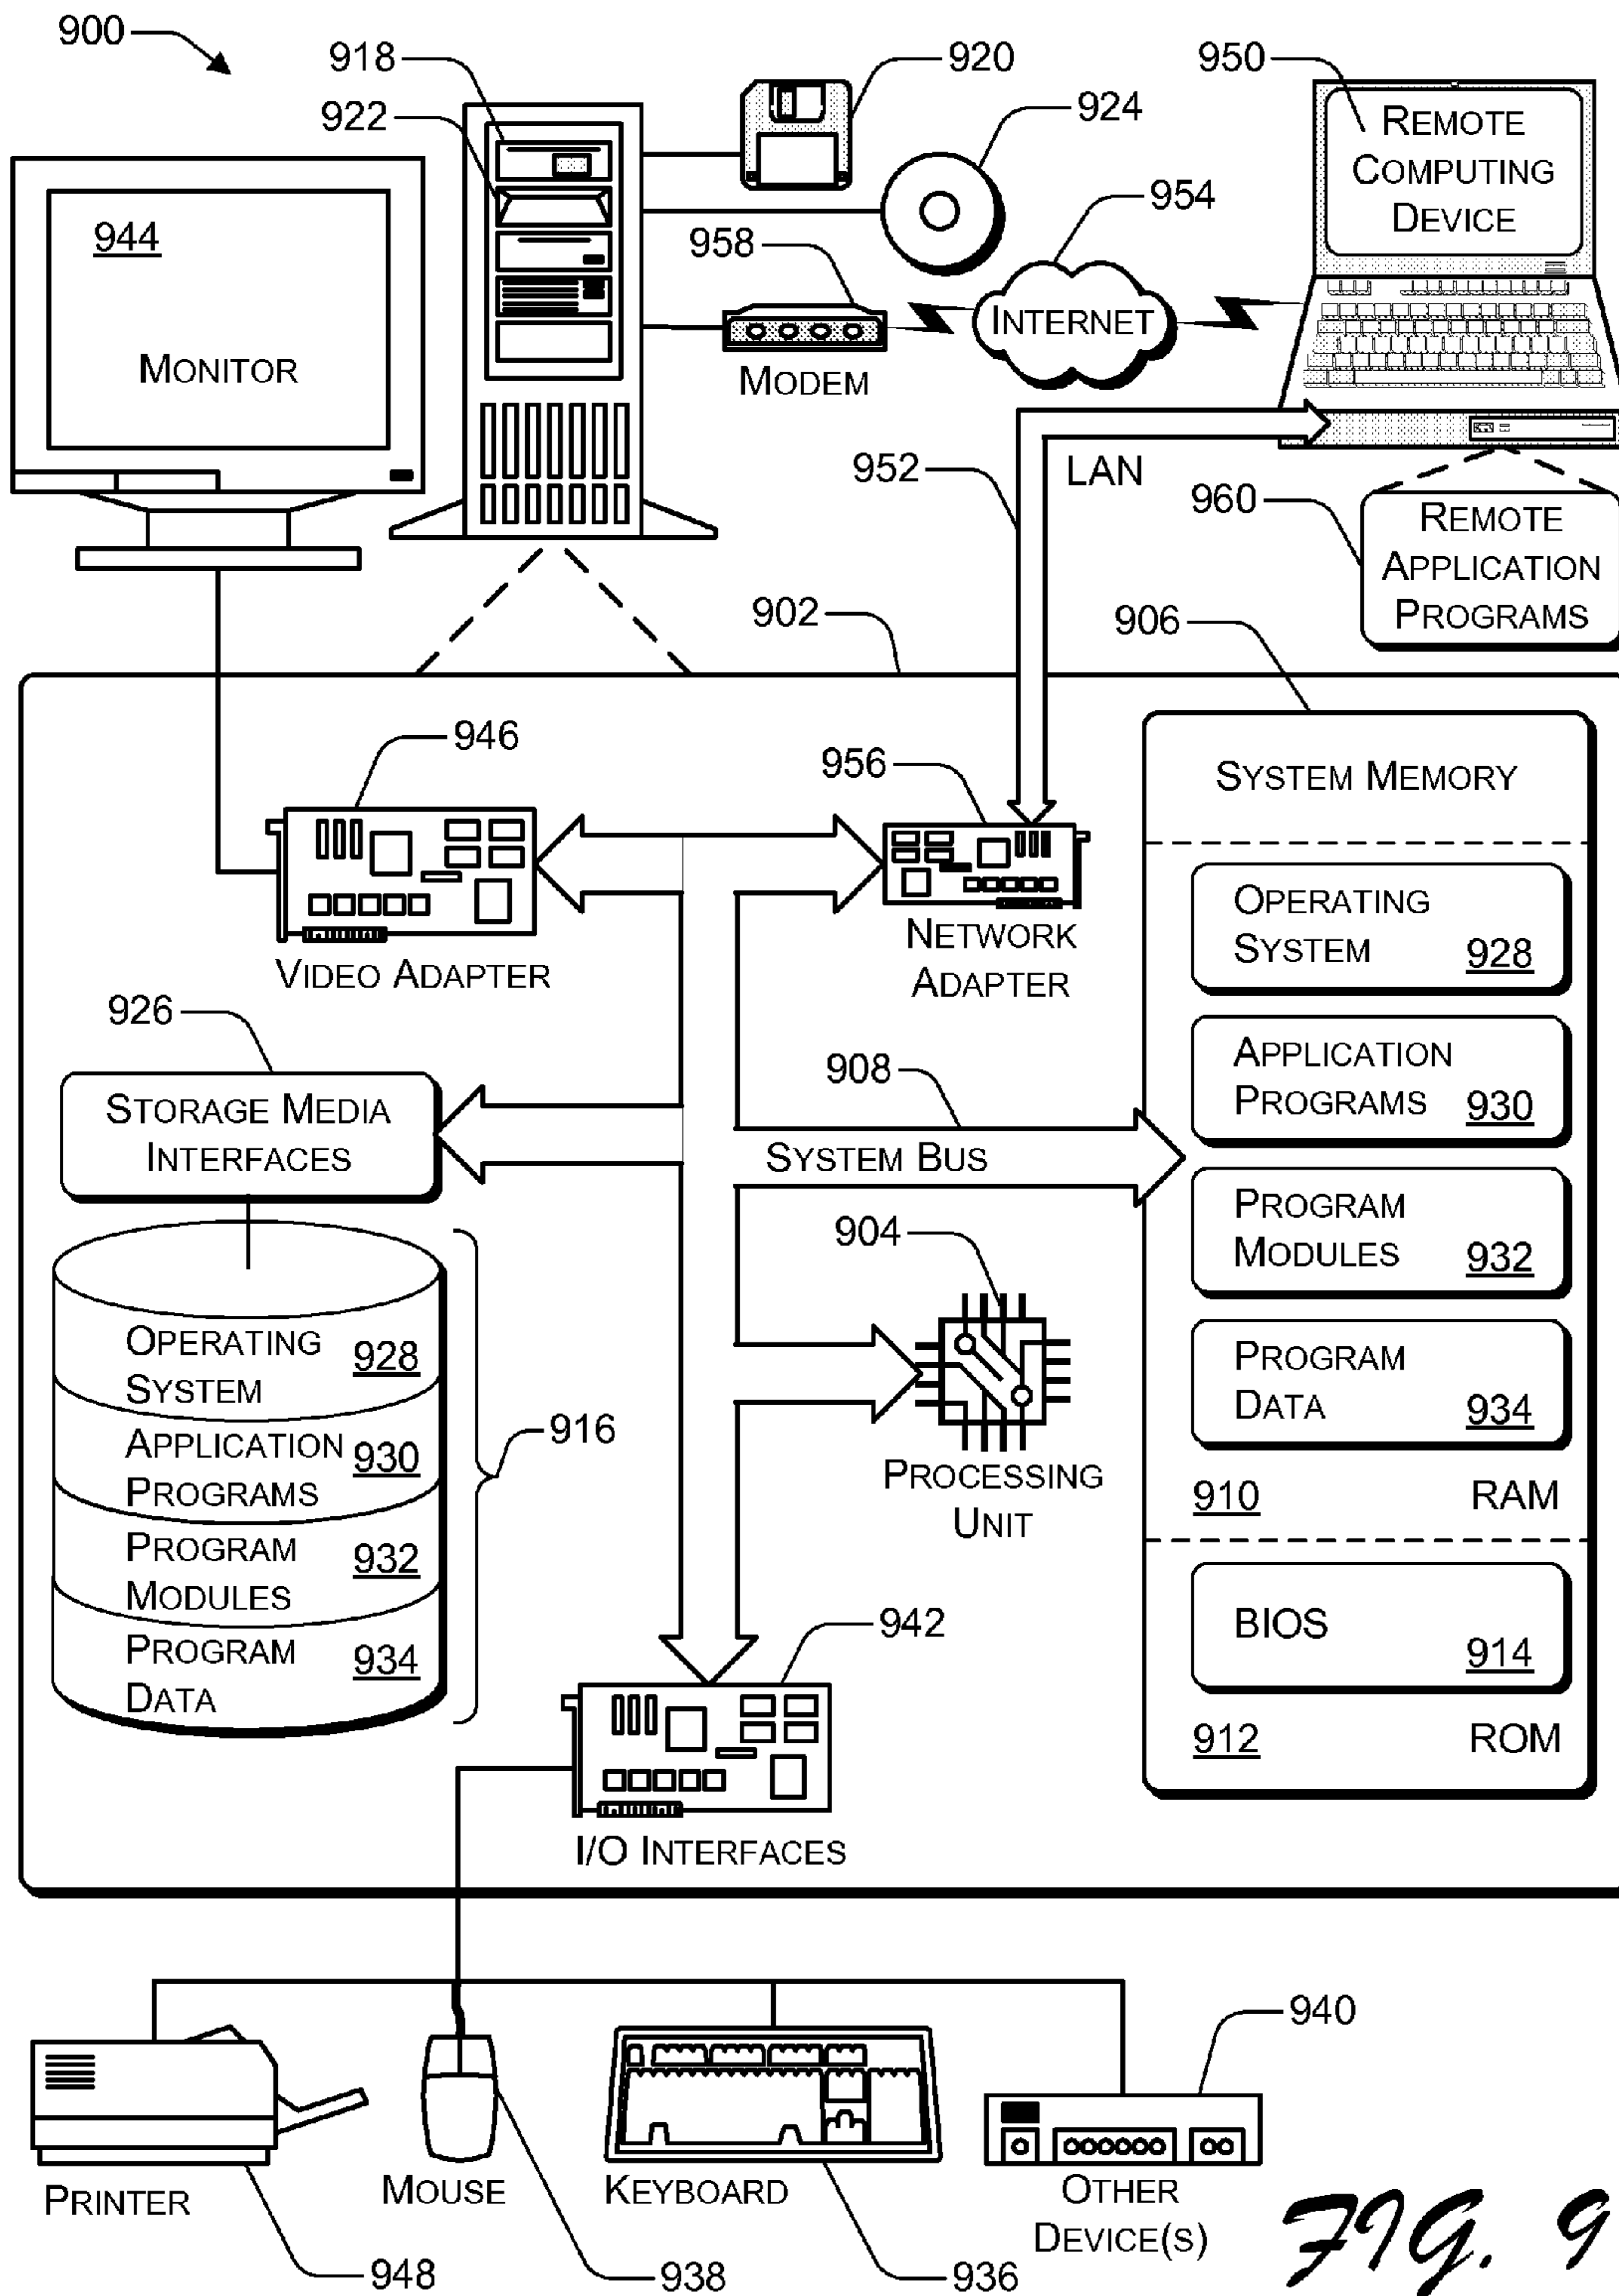 900
918
920
950
922
924
REMOTE
COMPUTING
DEVICE
944
958
954
INTERNET
MONITOR
MODEM
952
LAN
960
REMOTE
APPLICATION
PROGRAMS
902
906
946
956
SYSTEM MEMORY
VIDEO ADAPTER
NETWORK
ADAPTER
OPERATING
SYSTEM 928
926
908
APPLICATION
PROGRAMS 930
STORAGE MEDIA
INTERFACES
SYSTEM BUS
904
PROGRAM
MODULES 932
OPERATING
SYSTEM 928
APPLICATION
PROGRAMS 930
PROGRAM
MODULES 932
PROGRAM
DATA 934
916
PROCESSING
UNIT
PROGRAM
DATA 934
910 RAM
BIOS
914
912 ROM
942
I/O INTERFACES
940
PRINTER
MOUSE
KEYBOARD
OTHER
DEVICE(S)
948
938
936
FIG. 9